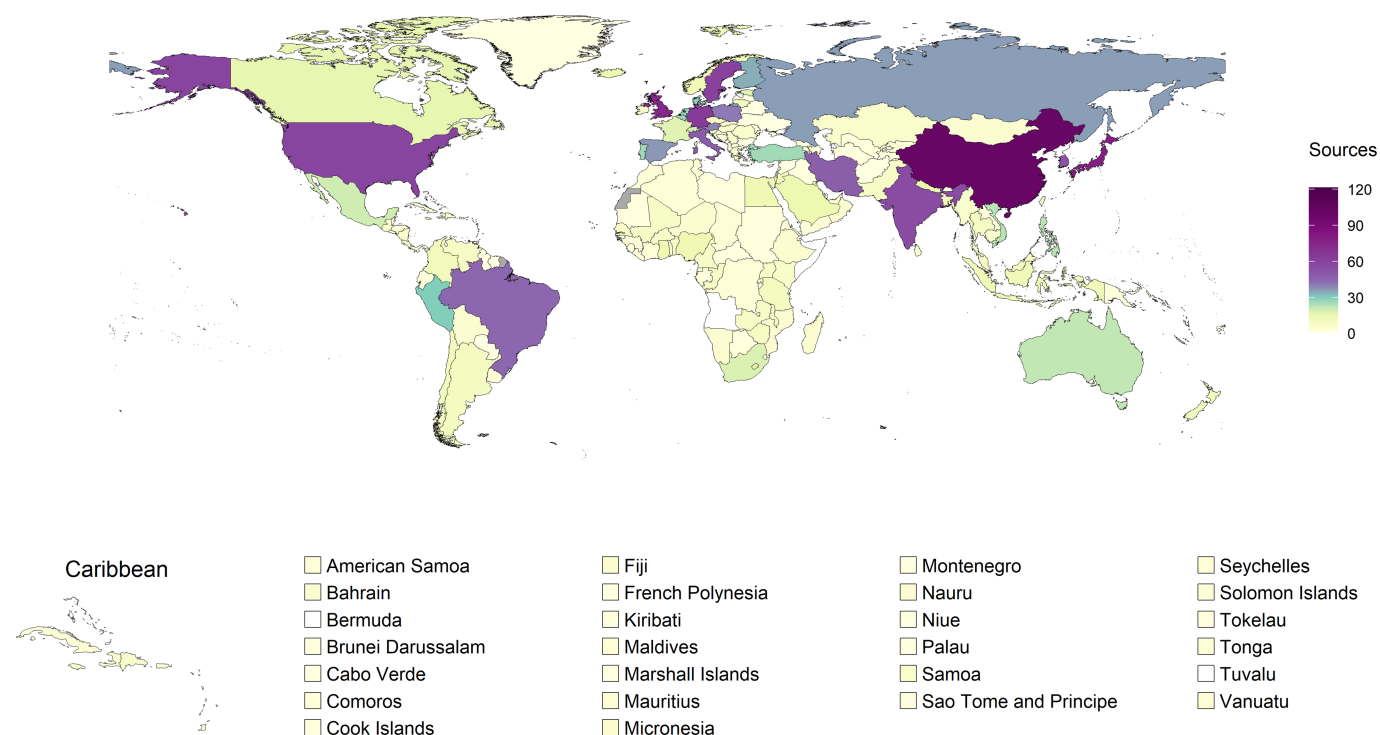 Sources
120
90
60
30
0
Caribbean
American Samoa
Bahrain
Bermuda
Brunei Darussalam
Cabo Verde
Comoros
Cook Islands
Fiji
French Polynesia
Kiribati
Maldives
Marshall Islands
Mauritius
Micronesia
Montenegro
Nauru
Niue
Palau
Samoa
Sao Tome and Principe
Seychelles
Solomon Islands
Tokelau
Tonga
Tuvalu
Vanuatu